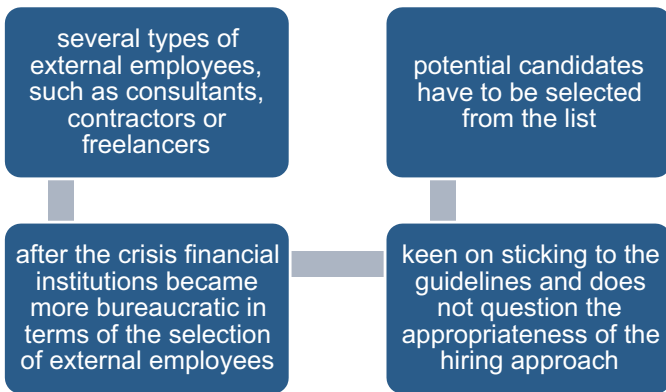 several types of
external employees,
such as consultants,
contractors or
freelancers
after the crisis financial
institutions became
more bureaucratic in
terms of the selection
of external employees
keen on sticking to the
guidelines and does
not question the
appropriateness of the
hiring approach
potential candidates
have to be selected
from the list